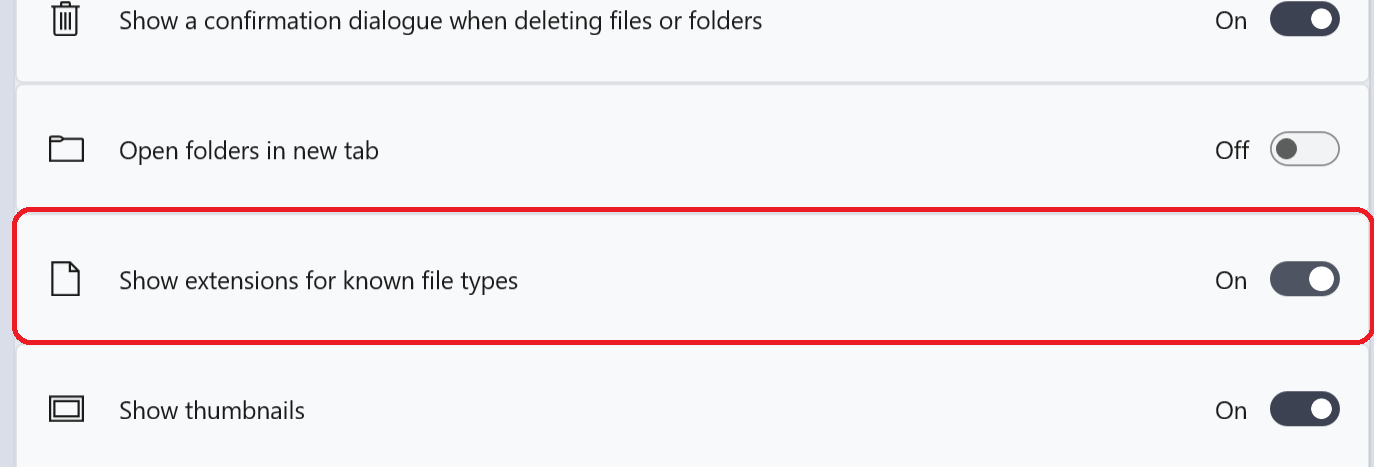 Show a confirmation dialogue when deleting files or folders On
Open folders in new tab Off
Show extensions for known file types On
Show thumbnails On